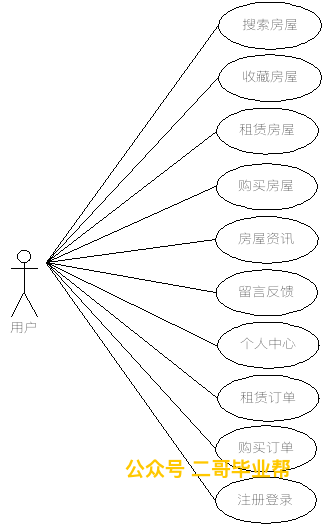 搜索房屋
收藏房屋
租赁房屋
购买房屋
房屋资讯
留言反馈
用户
个人中心
租赁订单
购买订单
公众号 二哥毕业帮
注册登录